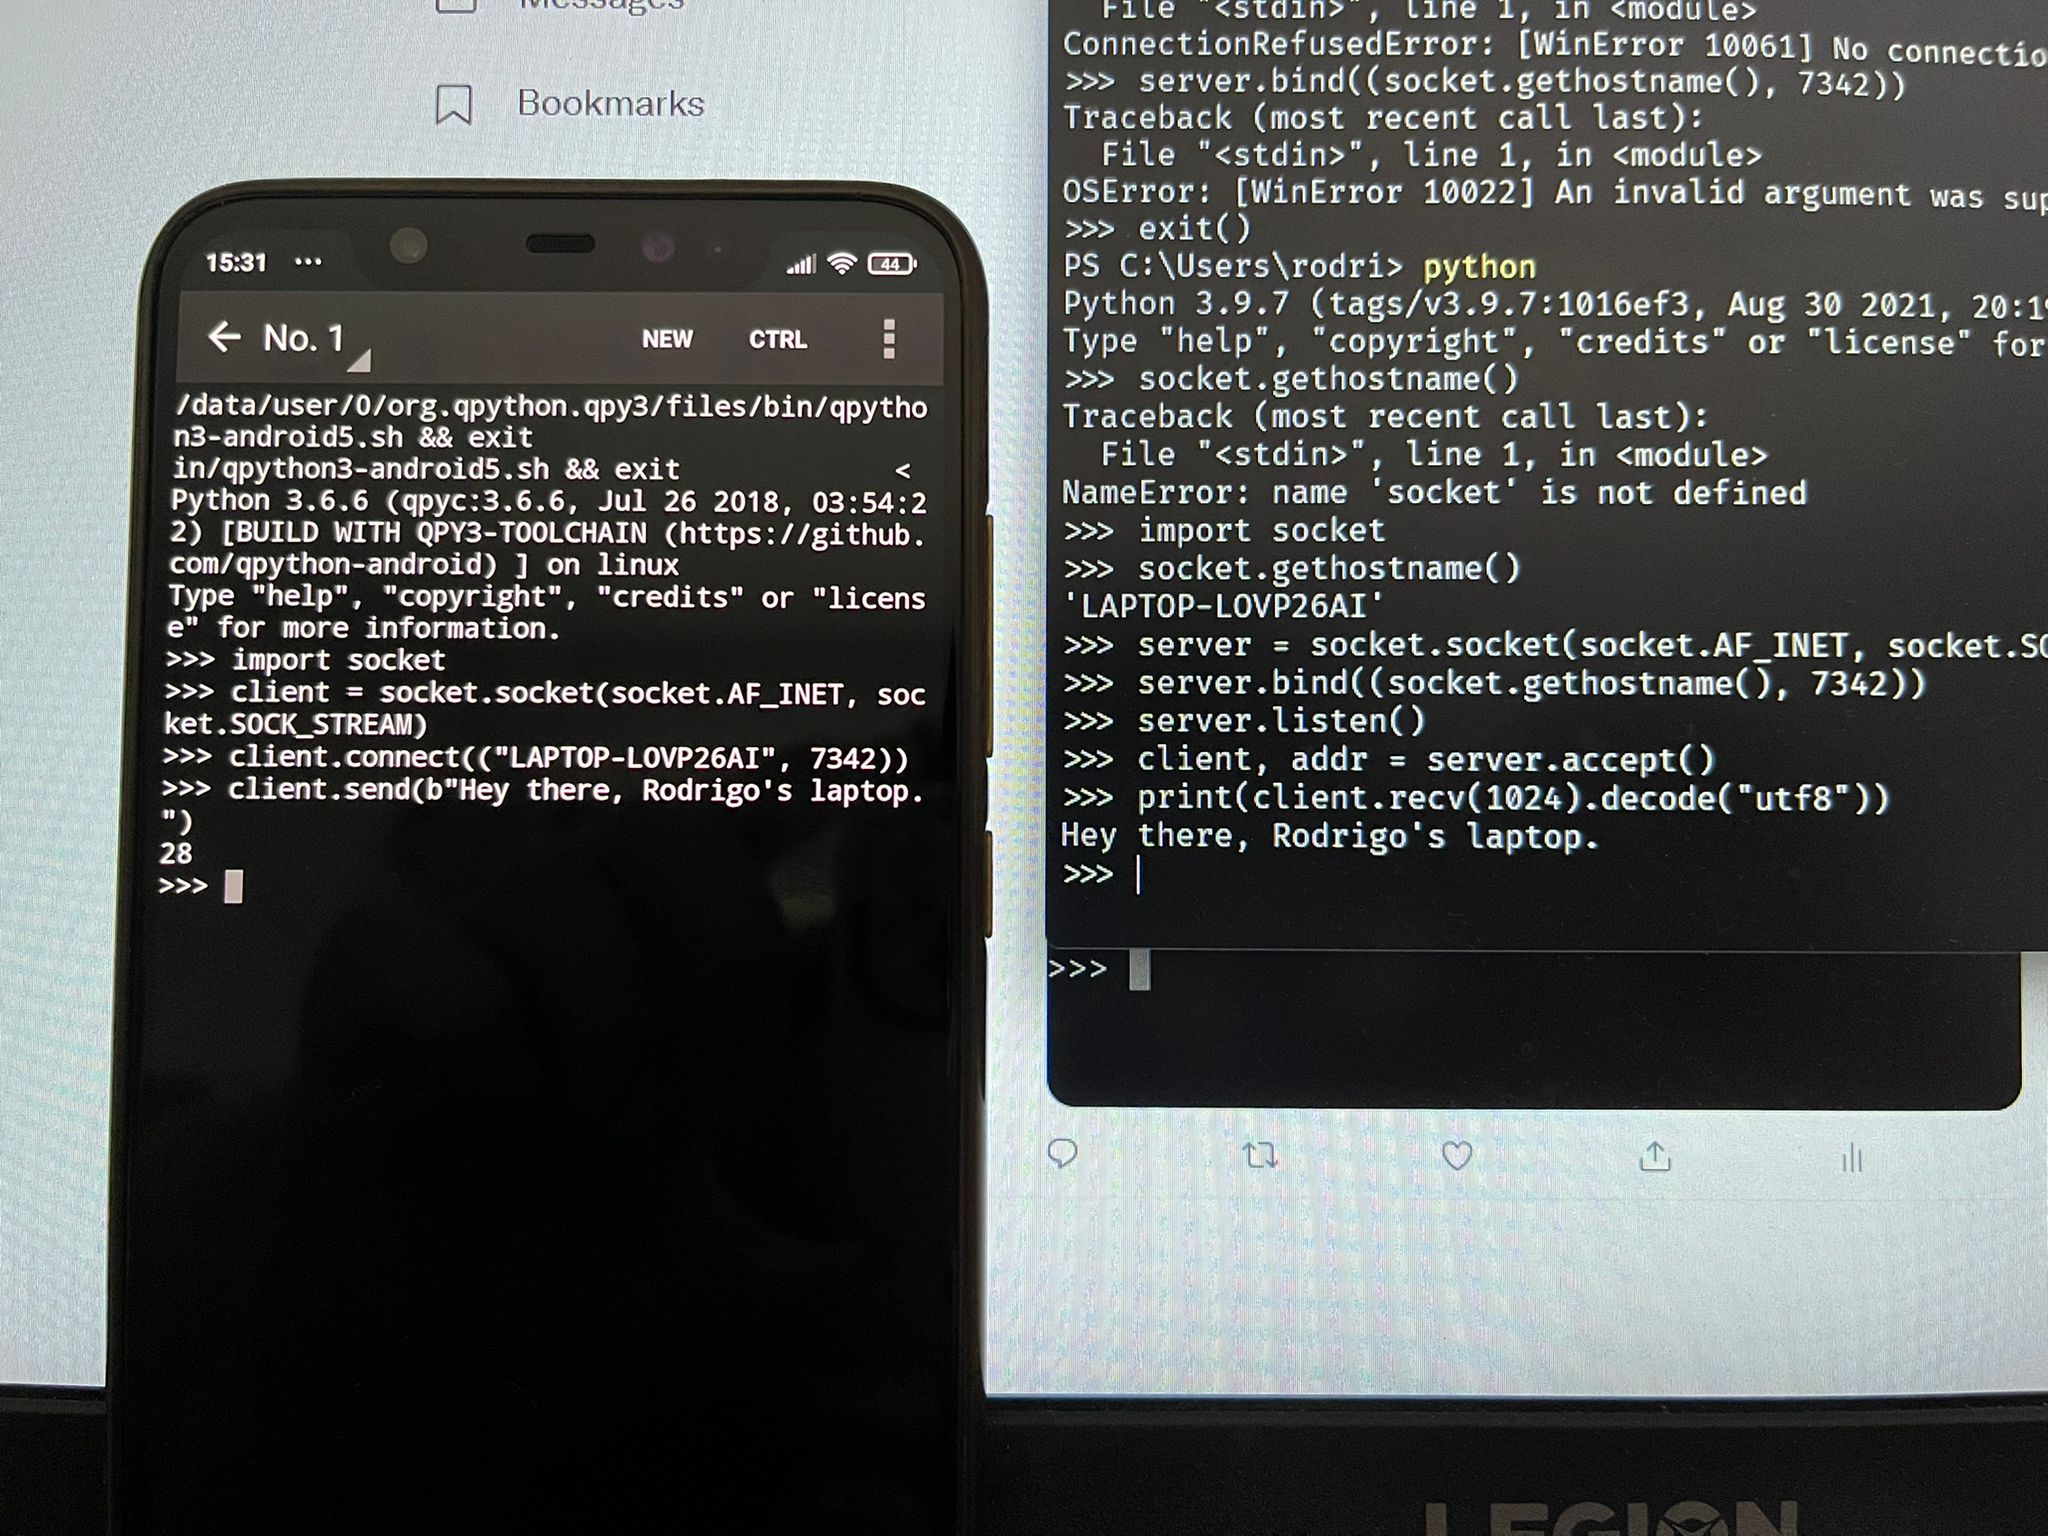 Messages
Bookmarks
15:31 ...
44
No. 1
NEW
CTRL
/data/user/0/org.qpython.qpy3/files/bin/qpytho
n3-android5.sh && exit
in/qpython3-android5.sh && exit <
Python 3.6.6 (qpyc:3.6.6, Jul 26 2018, 03:54:2
2) [BUILD WITH QPY3-TOOLCHAIN (https://github.
com/qpython-android) ] on linux
Type "help", "copyright", "credits" or "licens
e" for more information.
>>> import socket
>>> client = socket.socket(socket.AF_INET, soc
ket.SOCK_STREAM)
>>> client.connect(("LAPTOP-LOVP26AI", 7342))
>>> client.send(b"Hey there, Rodrigo's laptop.
")
28
>>>
File "<stdin>", line 1, in <module>
ConnectionRefusedError: [WinError 10061] No connectio
>>> server.bind((socket.gethostname(), 7342))
Traceback (most recent call last):
File "<stdin>", line 1, in <module>
OSError: [WinError 10022] An invalid argument was sup
>>> exit()
PS C:\Users\rodri> python
Python 3.9.7 (tags/v3.9.7:1016ef3, Aug 30 2021, 20:19
Type "help", "copyright", "credits" or "license" for
>>> socket.gethostname()
Traceback (most recent call last):
File "<stdin>", line 1, in <module>
NameError: name 'socket' is not defined
>>> import socket
>>> socket.gethostname()
'LAPTOP-LOVP26AI'
>>> server = socket.socket(socket.AF_INET, socket.SO
>>> server.bind((socket.gethostname(), 7342))
>>> server.listen()
>>> client, addr = server.accept()
>>> print(client.recv(1024).decode("utf8"))
Hey there, Rodrigo's laptop.
>>>
>>>
LEGION